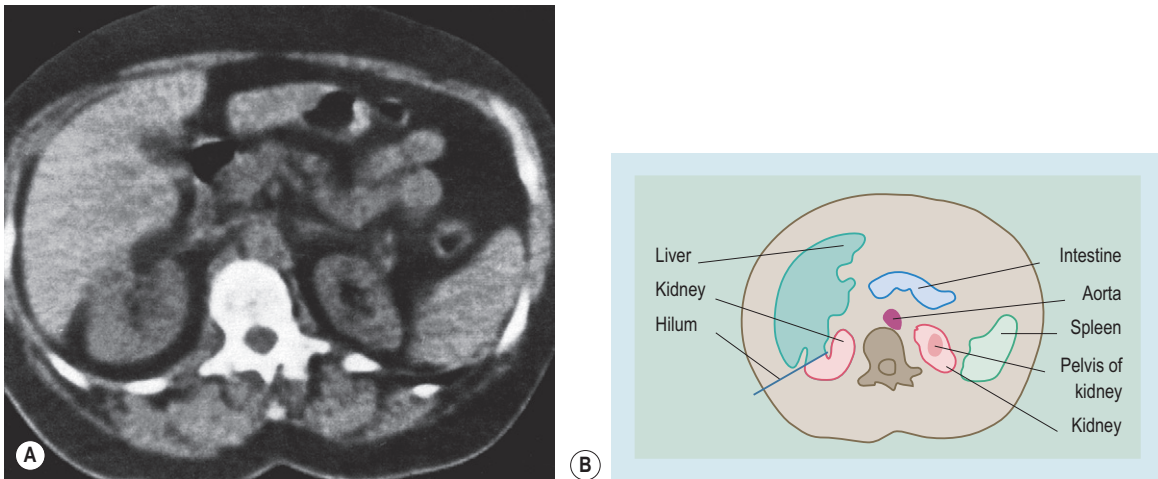 A
B
Liver
Kidney
Hilum
Intestine
Aorta
Spleen
Pelvis of
kidney
Kidney